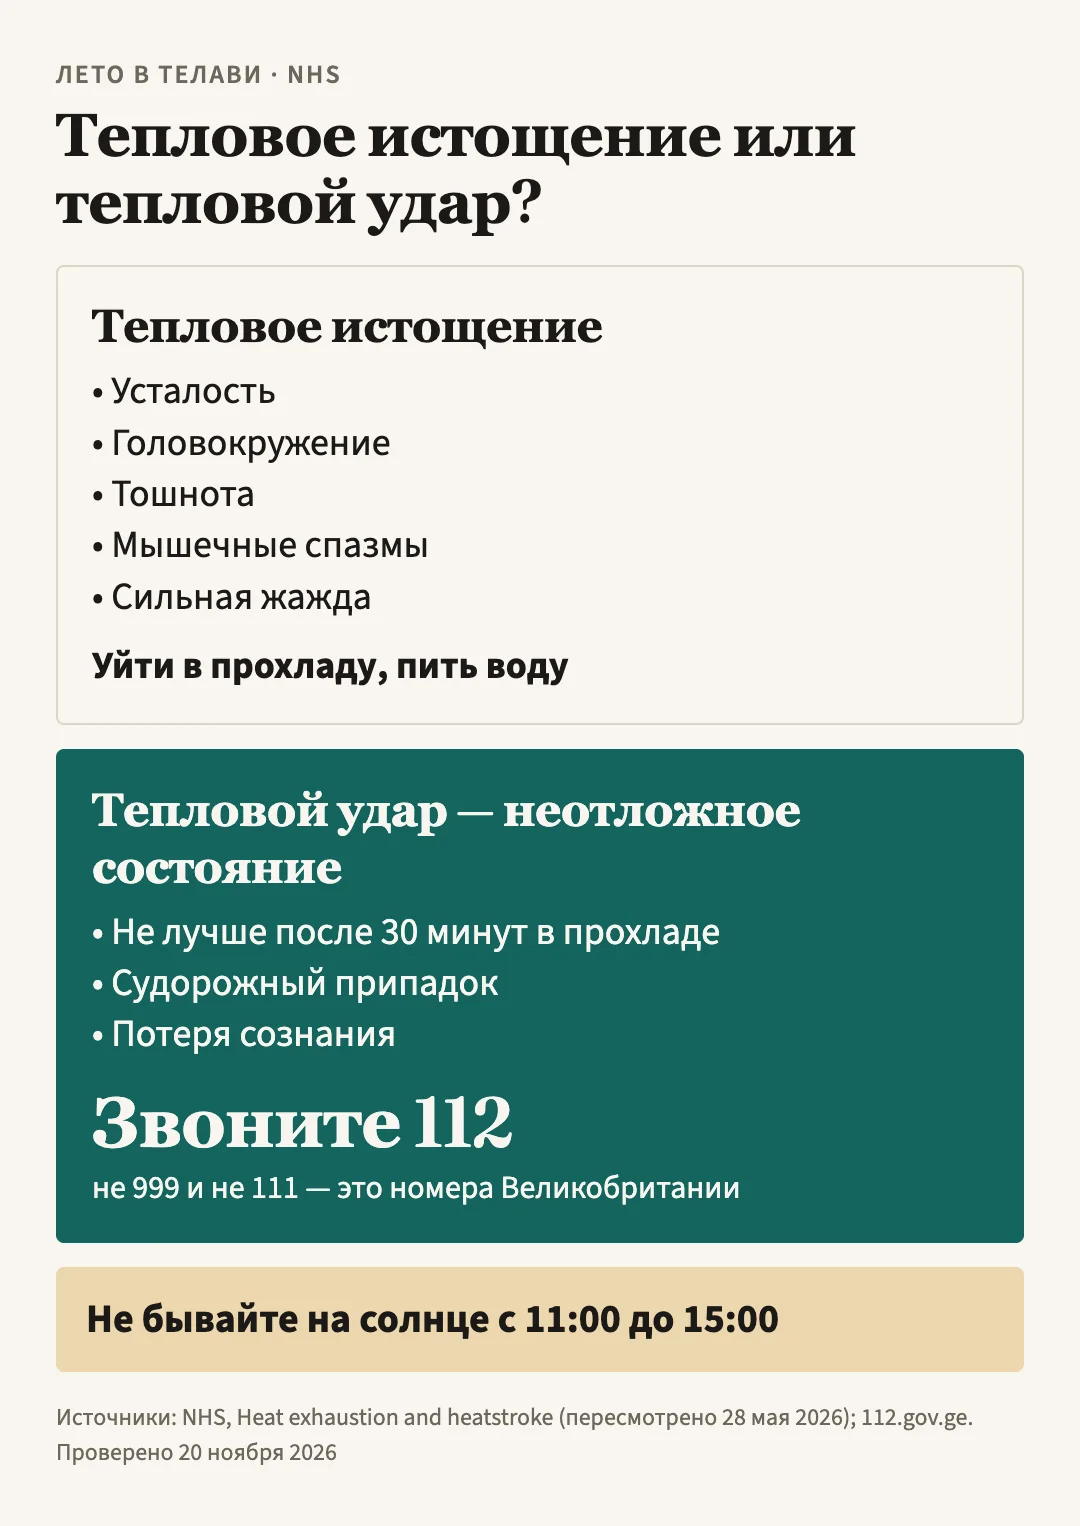 ЛЕТО В ТЕЛАВИ · NHS
Тепловое истощение или
тепловой удар?
Тепловое истощение
• Усталость
• Головокружение
• Тошнота
• Мышечные спазмы
• Сильная жажда
Уйти в прохладу, пить воду
Тепловой удар — неотложное
состояние
• Не лучше после 30 минут в прохладе
• Судорожный припадок
• Потеря сознания
Звоните 112
не 999 и не 111 — это номера Великобритании
Не бывайте на солнце с 11:00 до 15:00
Источники: NHS, Heat exhaustion and heatstroke (пересмотрено 28 мая 2026); 112.gov.ge.
Проверено 20 ноября 2026